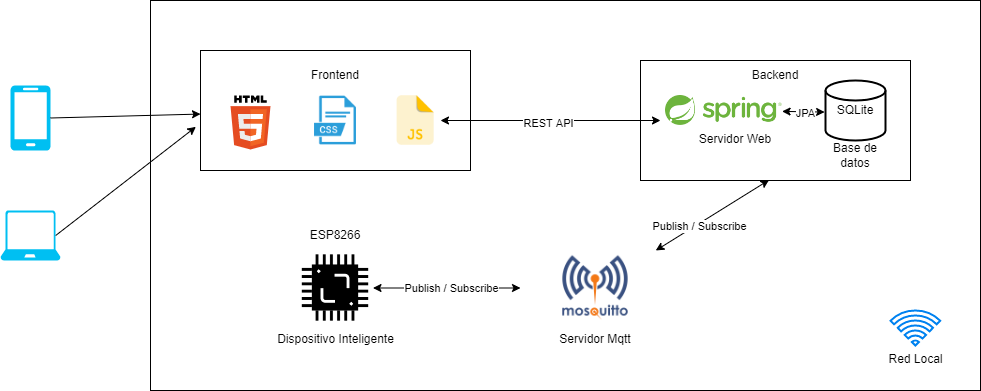 Frontend
HTML
5
CSS
JS
REST API
Backend
spring
Servidor Web
JPA
SQLite
Base de
datos
Publish / Subscribe
ESP8266
Dispositivo Inteligente
Publish / Subscribe
mosquitto
Servidor Mqtt
Red Local